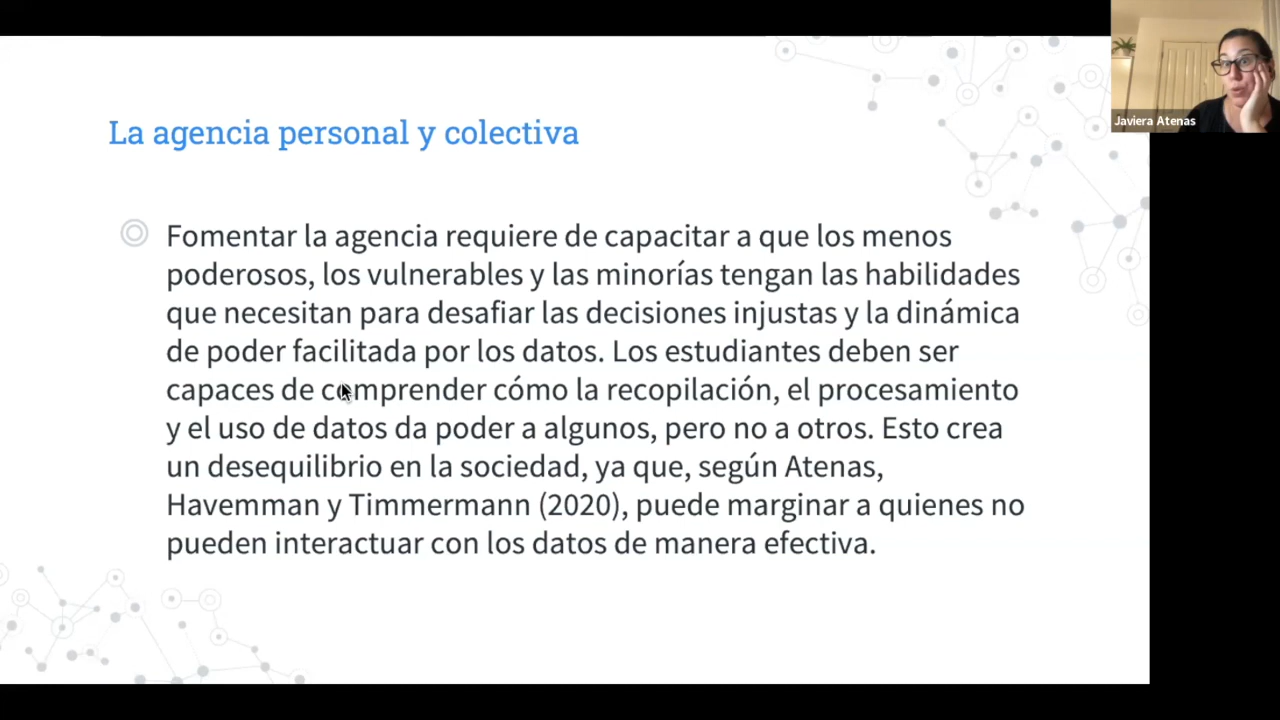 La agencia personal y colectiva
Fomentar la agencia requiere de capacitar a que los menos
poderosos, los vulnerables y las minorías tengan las habilidades
que necesitan para desafiar las decisiones injustas y la dinámica
de poder facilitada por los datos. Los estudiantes deben ser
capaces de comprender cómo la recopilación, el procesamiento
y el uso de datos da poder a algunos, pero no a otros. Esto crea
un desequilibrio en la sociedad, ya que, según Atenas,
Havemman y Timmermann (2020), puede marginar a quienes no
pueden interactuar con los datos de manera efectiva.
Javiera Atenas